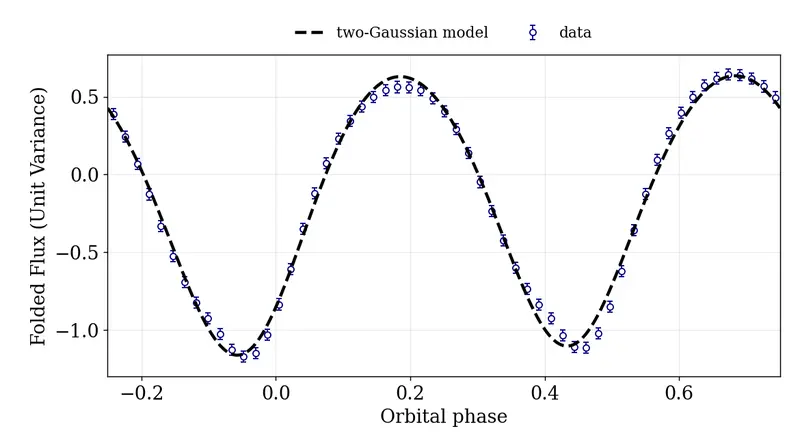 two-Gaussian model data
Folded Flux (Unit Variance)
0.5
0.0
−0.5
−1.0
−0.2 0.0 0.2 0.4 0.6
Orbital phase